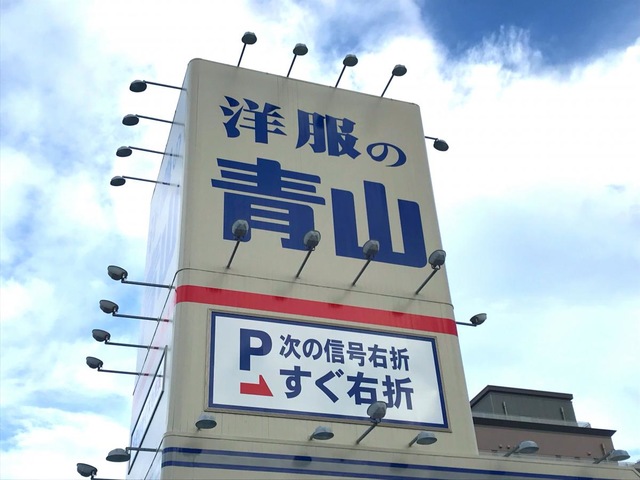 洋服の
青山
P 次の信号右折
すぐ右折